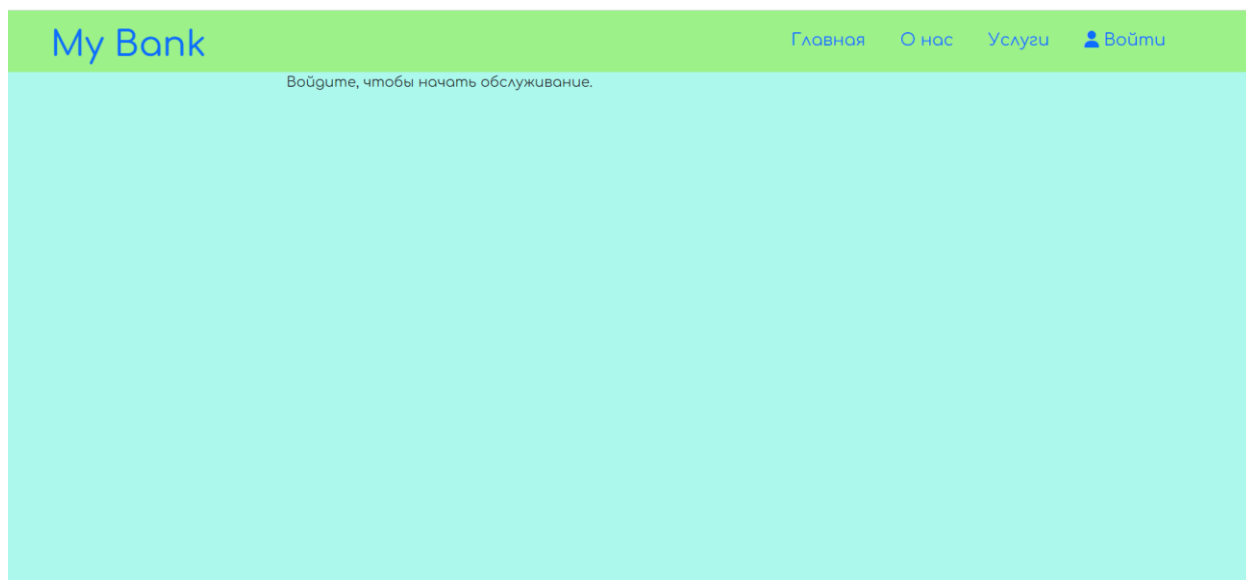 My Bank
Главная О нас Услуги Войти
Войдите, чтобы начать обслуживание.